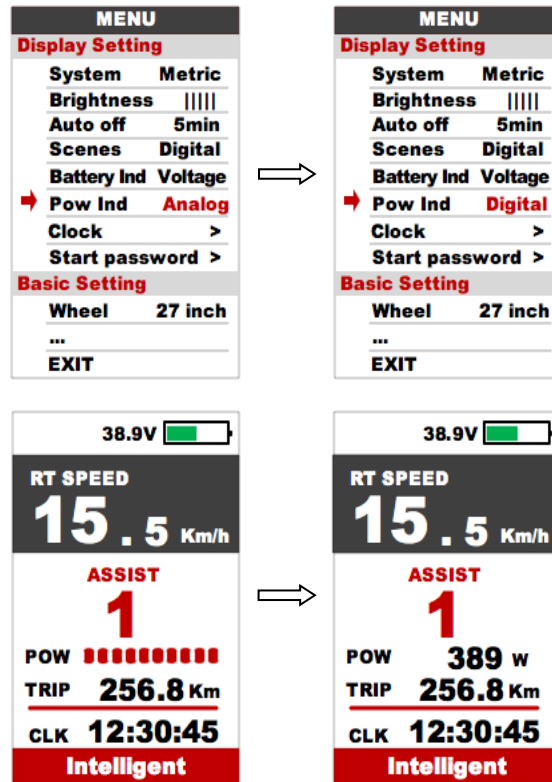 MENU
Display Setting
System Metric
Brightness |||||
Auto off 5min
Scenes Digital
Battery Ind Voltage
Pow Ind Analog
Clock >
Start password >
Basic Setting
Wheel 27 inch
...
EXIT
MENU
Display Setting
System Metric
Brightness |||||
Auto off 5min
Scenes Digital
Battery Ind Voltage
Pow Ind Digital
Clock >
Start password >
Basic Setting
Wheel 27 inch
...
EXIT
38.9V
RT SPEED
15.5 Km/h
ASSIST
1
POW
TRIP 256.8 Km
CLK 12:30:45
Intelligent
38.9V
RT SPEED
15.5 Km/h
ASSIST
1
POW 389 W
TRIP 256.8 Km
CLK 12:30:45
Intelligent